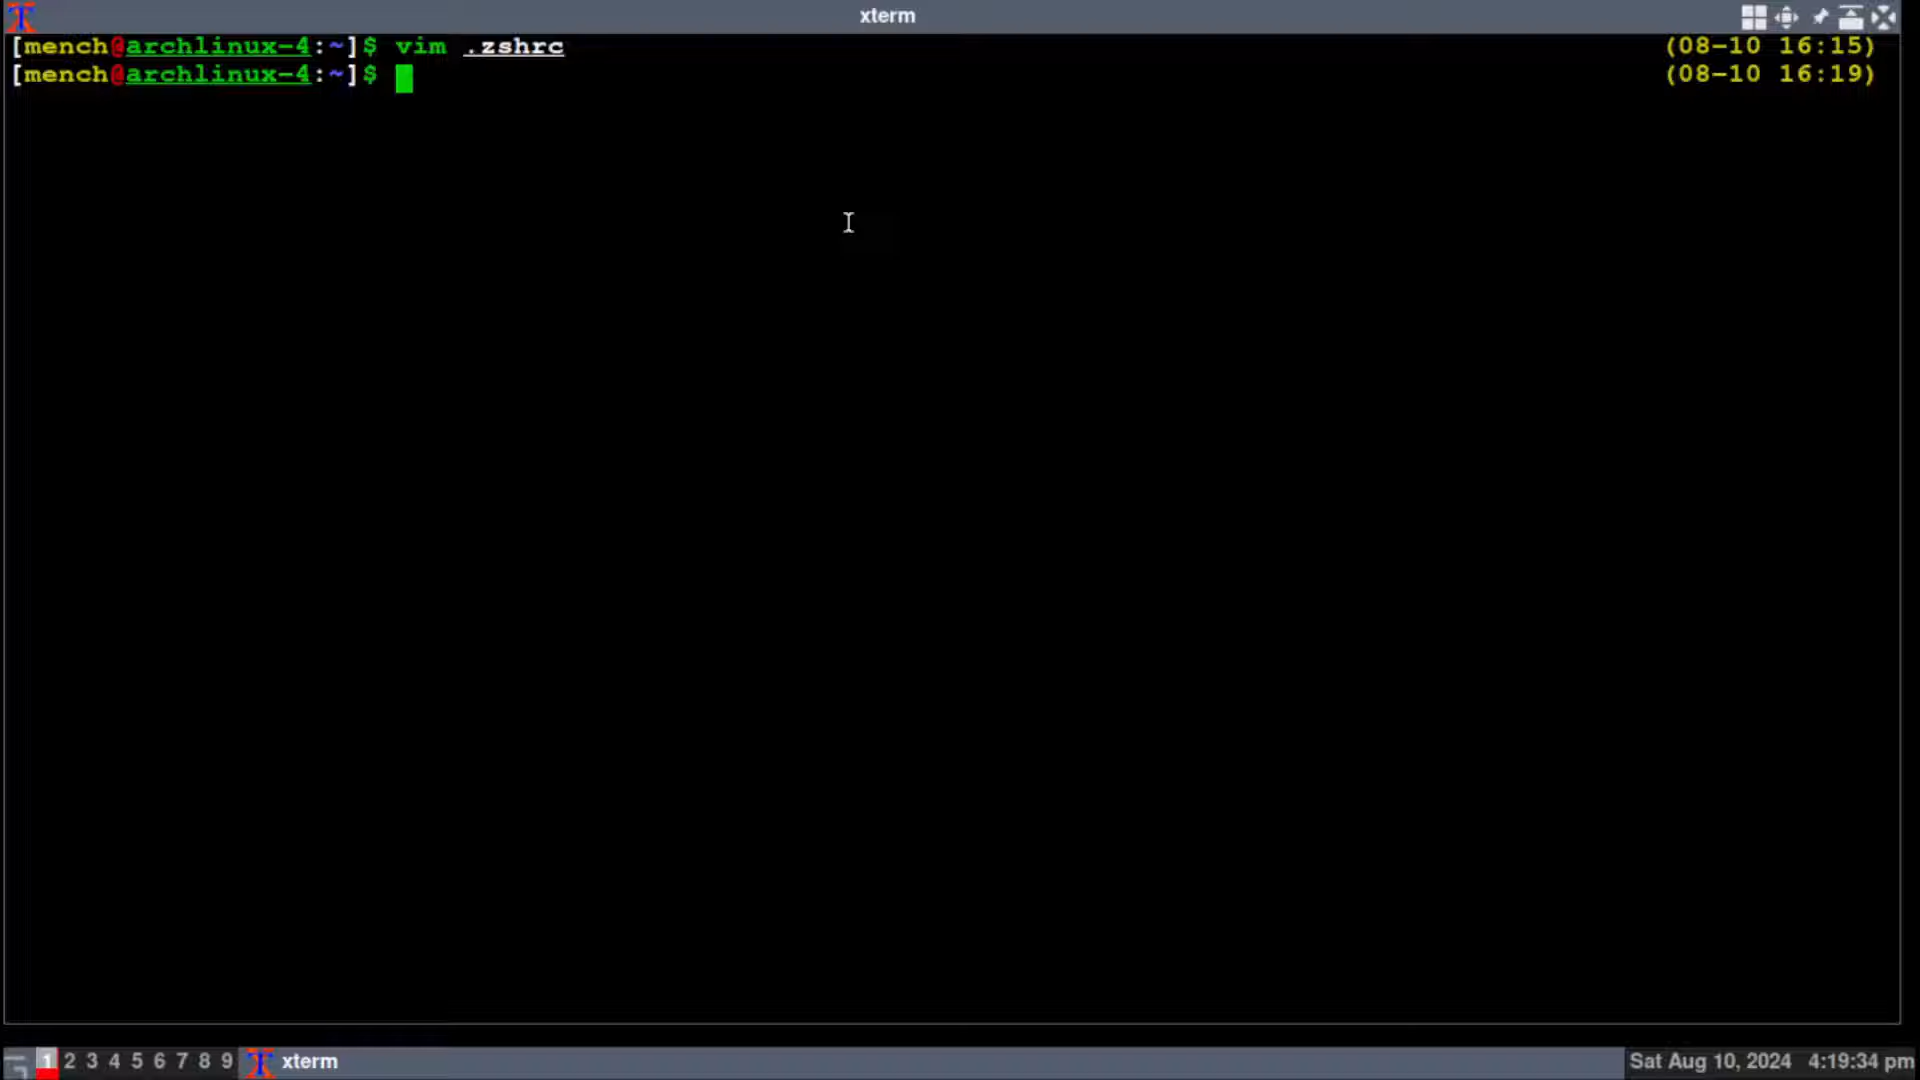 xterm
[mench@archlinux-4:~]$ vim .zshrc (08-10 16:15)
[mench@archlinux-4:~]$ (08-10 16:19)
1 2 3 4 5 6 7 8 9 xterm Sat Aug 10, 2024 4:19:34 pm